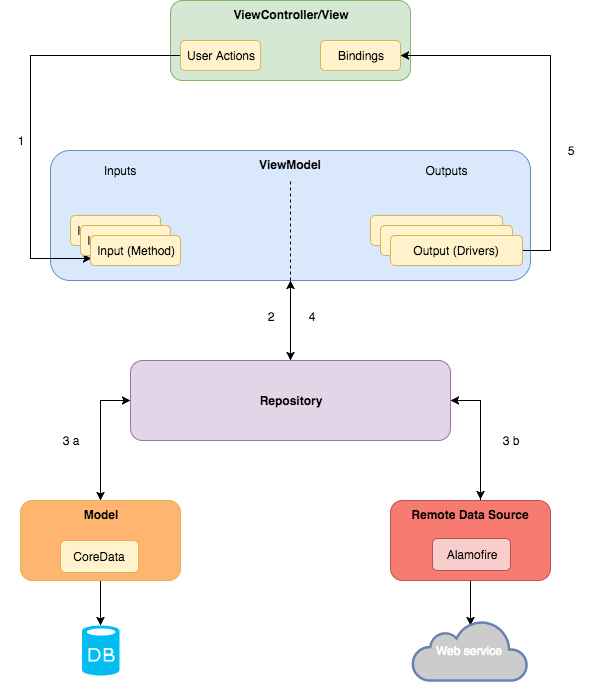 ViewController/View
User Actions
Bindings
1
5
ViewModel
Inputs
Outputs
I
I
Input (Method)
Output (Drivers)
2
4
Repository
3 a
3 b
Model
CoreData
Remote Data Source
Alamofire
DB
Web service